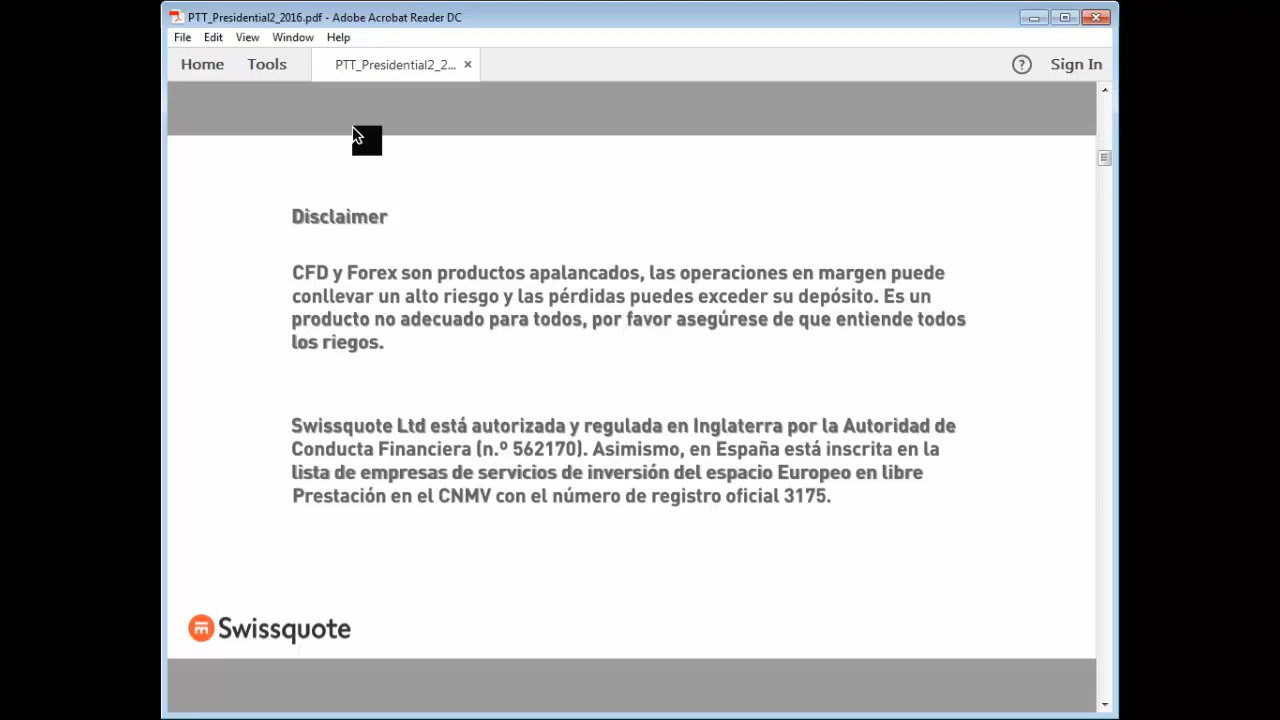 PTT_Presidential2_2016.pdf - Adobe Acrobat Reader DC
File Edit View Window Help
Home Tools PTT_Presidential2_2... × ? Sign In
Disclaimer
CFD y Forex son productos apalancados, las operaciones en margen puede
conllevar un alto riesgo y las pérdidas puedes exceder su depósito. Es un
producto no adecuado para todos, por favor asegúrese de que entiende todos
los riegos.
Swissquote Ltd está autorizada y regulada en Inglaterra por la Autoridad de
Conducta Financiera (n.º 562170). Asimismo, en España está inscrita en la
lista de empresas de servicios de inversión del espacio Europeo en libre
Prestación en el CNMV con el número de registro oficial 3175.
Swissquote